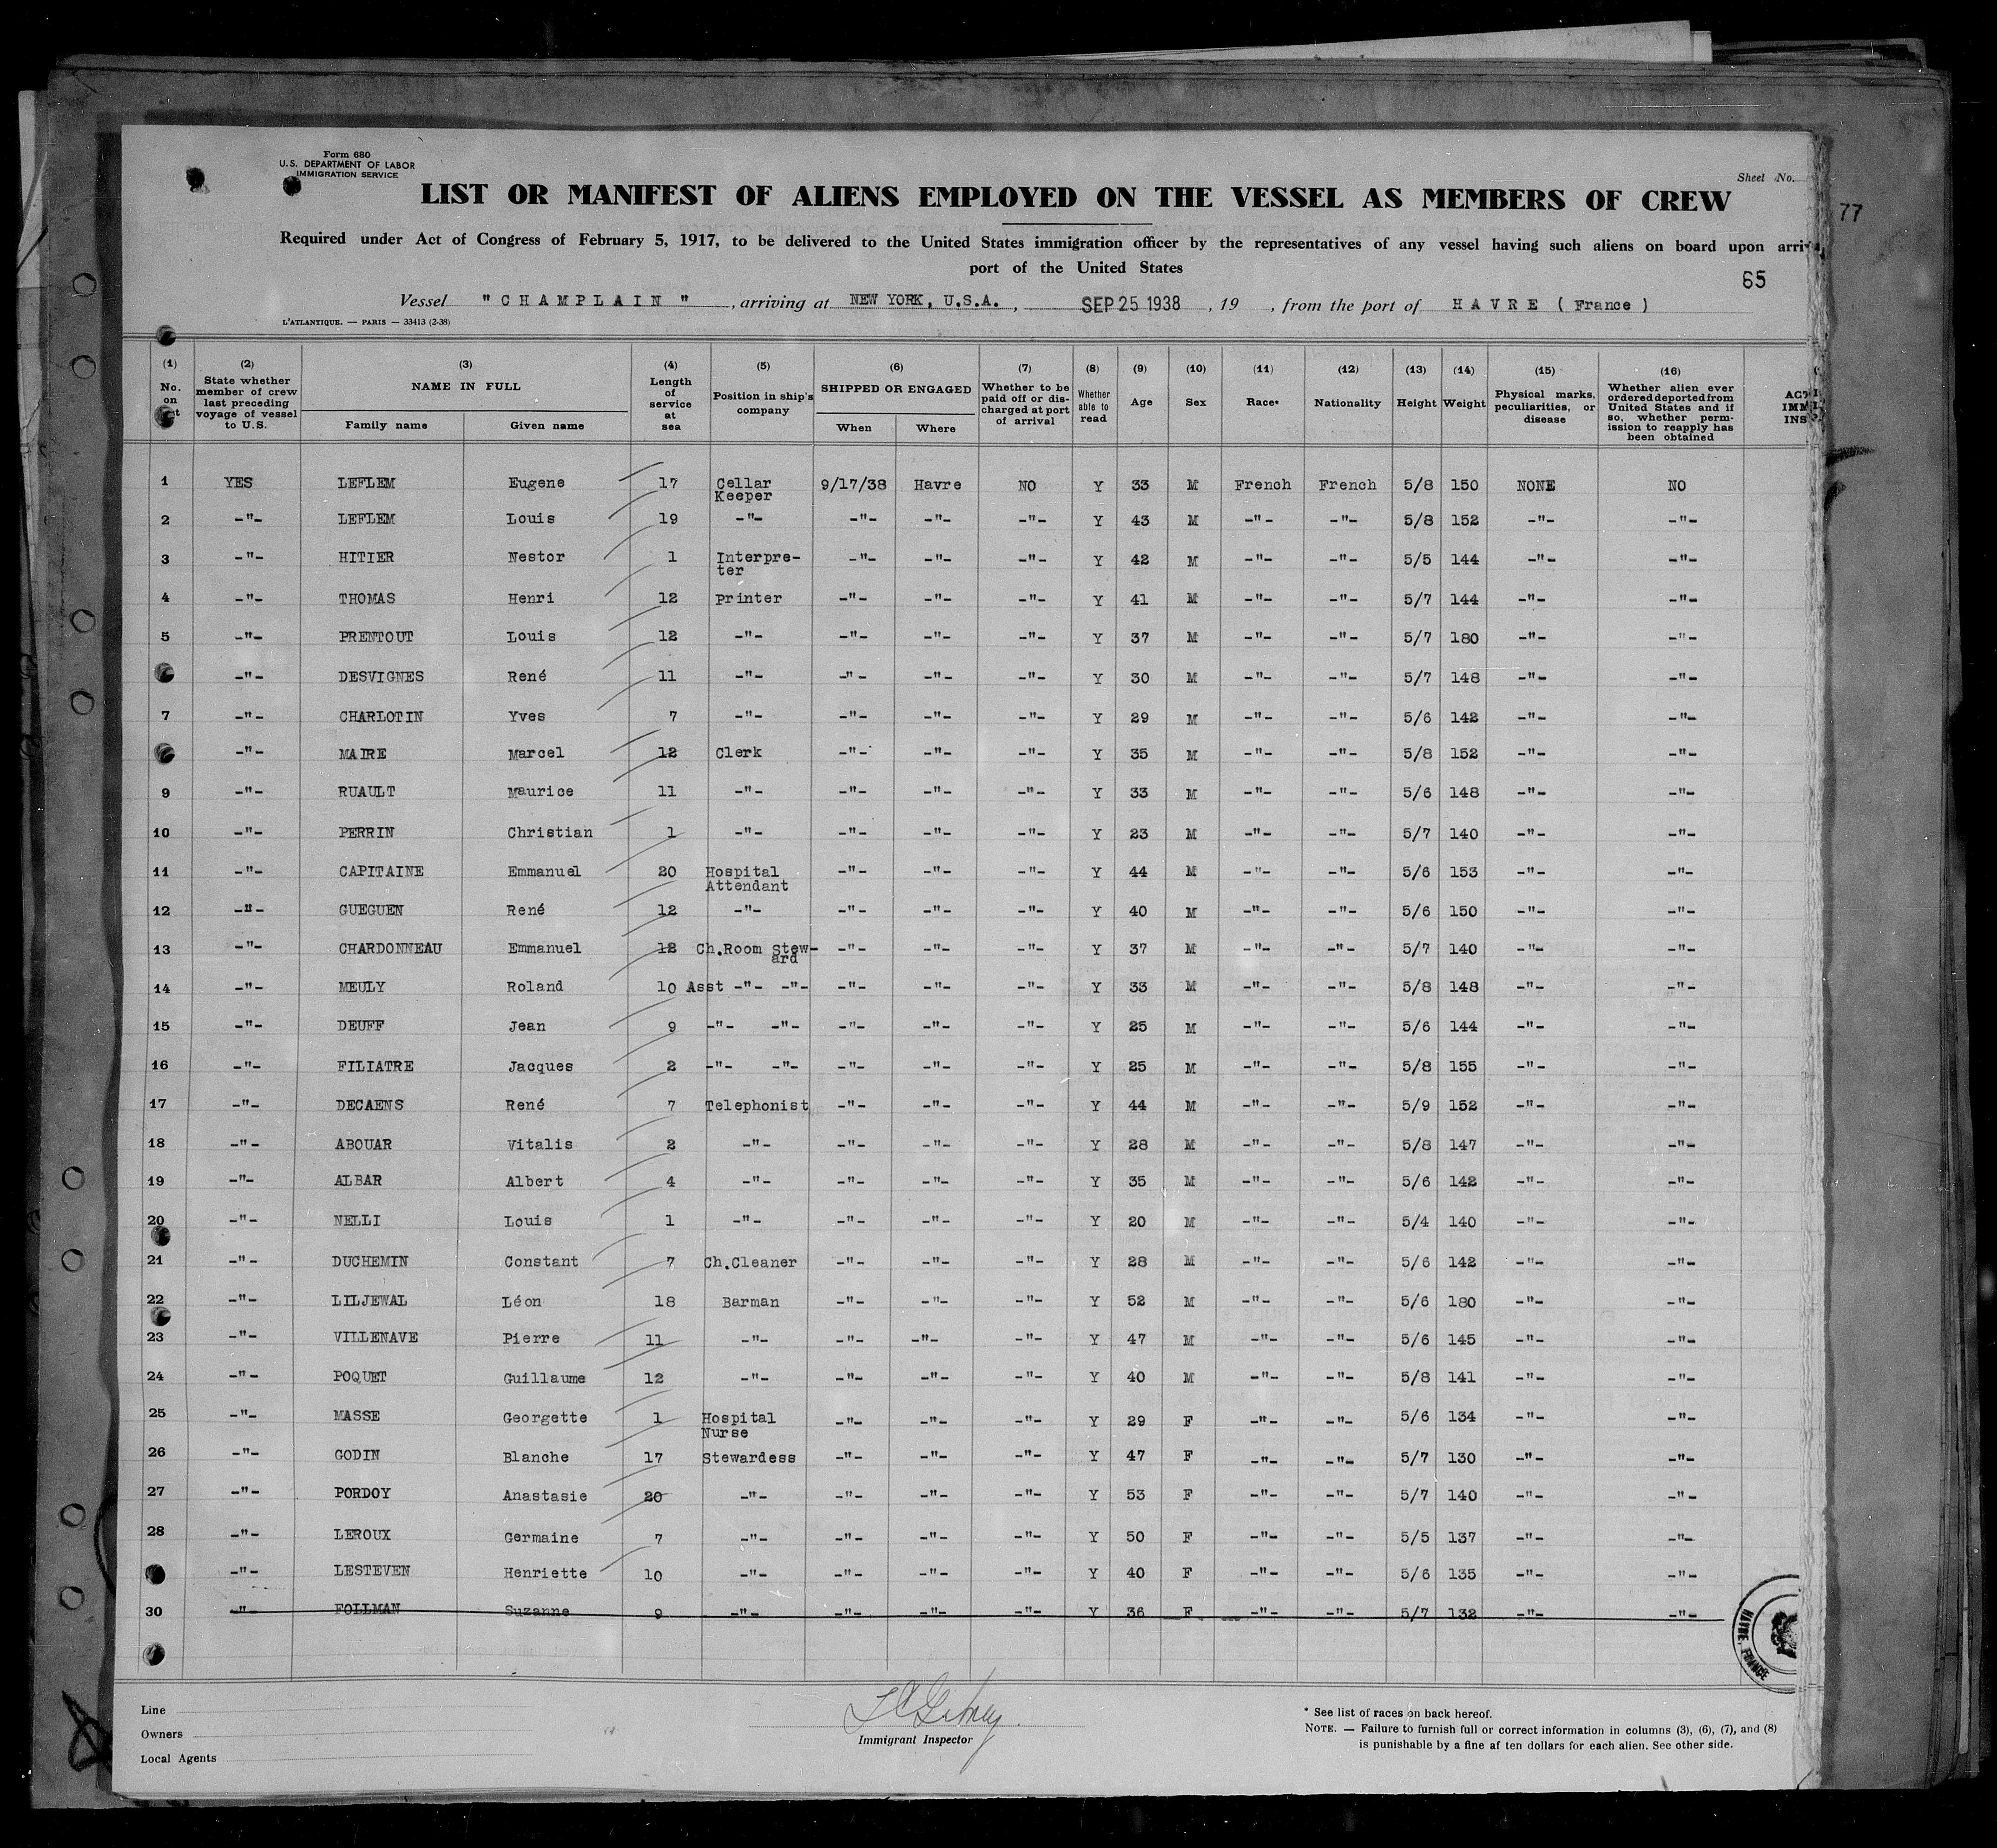 Form 680
U.S. DEPARTMENT OF LABOR
IMMIGRATION SERVICE
Sheet No.
LIST OR MANIFEST OF ALIENS EMPLOYED ON THE VESSEL AS MEMBERS OF CREW
77
Required under Act of Congress of February 5, 1917, to be delivered to the United States immigration officer by the representatives of any vessel having such aliens on board upon
port of the United States
65
Vessel "CHAMPLAIN", arriving at NEW YORK, U.S.A., SEP 25 1938, 19 , from the port of HAVRE (France)
L'ATLANTIQUE. — PARIS — 33413 (2-38)
(1) No. on (2) State whether member of crew last preceding voyage of vessel to U.S. (3) NAME IN FULL Family name Given name (4) Length of service at sea (5) Position in ship's company (6) SHIPPED OR ENGAGED When Where (7) Whether to be paid off or discharged at port of arrival (8) Whether able to read (9) Age (10) Sex (11) Race* (12) Nationality (13) Height (14) Weight (15) Physical marks, peculiarities, or disease (16) Whether alien ever ordered deported from United States and if so, whether permission to reapply has been obtained
1 YES LEFLEM Eugene 17 Cellar Keeper 9/17/38 Havre NO Y 33 M French French 5/8 150 NONE NO
2 -"- LEFLEM Louis 19 -"- -"- -"- -"- Y 43 M -"- -"- 5/8 152 -"- -"-
3 -"- HITIER Nestor 1 Interpre-ter -"- -"- -"- Y 42 M -"- -"- 5/5 144 -"- -"-
4 -"- THOMAS Henri 12 printer -"- -"- -"- Y 41 M -"- -"- 5/7 144 -"- -"-
5 -"- PRENTOUT Louis 12 -"- -"- -"- -"- Y 37 M -"- -"- 5/7 180 -"- -"-
-"- DESVIGNES René 11 -"- -"- -"- -"- Y 30 M -"- -"- 5/7 148 -"- -"-
7 -"- CHARLOTIN Yves 7 -"- -"- -"- -"- Y 29 M -"- -"- 5/6 142 -"- -"-
-"- MAIRE Marcel 12 Clerk -"- -"- -"- Y 35 M -"- -"- 5/8 152 -"- -"-
9 -"- RUAULT Maurice 11 -"- -"- -"- -"- Y 33 M -"- -"- 5/6 148 -"- -"-
10 -"- PERRIN Christian 1 -"- -"- -"- -"- Y 23 M -"- -"- 5/7 140 -"- -"-
11 -"- CAPITAINE Emmanuel 20 Hospital Attendant -"- -"- -"- Y 44 M -"- -"- 5/6 153 -"- -"-
12 -"- GUEGUEN René 12 -"- -"- -"- -"- Y 40 M -"- -"- 5/6 150 -"- -"-
13 -"- CHARDONNEAU Emmanuel 12 Ch.Room Stew-ard -"- -"- -"- Y 37 M -"- -"- 5/7 140 -"- -"-
14 -"- MEULY Roland 10 Asst -"- -"- -"- -"- -"- Y 33 M -"- -"- 5/8 148 -"- -"-
15 -"- DEUFF Jean 9 -"- -"- -"- -"- -"- Y 25 M -"- -"- 5/6 144 -"- -"-
16 -"- FILIATRE Jacques 2 -"- -"- -"- -"- -"- Y 25 M -"- -"- 5/8 155 -"- -"-
17 -"- DECAENS René 7 Telephonist -"- -"- -"- Y 44 M -"- -"- 5/9 152 -"- -"-
18 -"- ABOUAR Vitalis 2 -"- -"- -"- -"- Y 28 M -"- -"- 5/8 147 -"- -"-
19 -"- ALBAR Albert 4 -"- -"- -"- -"- Y 35 M -"- -"- 5/6 142 -"- -"-
20 -"- NELLI Louis 1 -"- -"- -"- -"- Y 20 M -"- -"- 5/4 140 -"- -"-
21 -"- DUCHEMIN Constant 7 Ch.Cleaner -"- -"- -"- Y 28 M -"- -"- 5/6 142 -"- -"-
22 -"- LILJEWAL Léon 18 Barman -"- -"- -"- Y 52 M -"- -"- 5/6 180 -"- -"-
23 -"- VILLENAVE Pierre 11 -"- -"- -"- -"- Y 47 M -"- -"- 5/6 145 -"- -"-
24 -"- POQUET Guillaume 12 -"- -"- -"- -"- Y 40 M -"- -"- 5/8 141 -"- -"-
25 -"- MASSE Georgette 1 Hospital Nurse -"- -"- -"- Y 29 F -"- -"- 5/6 134 -"- -"-
26 -"- GODIN Blanche 17 Stewardess -"- -"- -"- Y 47 F -"- -"- 5/7 130 -"- -"-
27 -"- PORDOY Anastasie 20 -"- -"- -"- -"- Y 53 F -"- -"- 5/7 140 -"- -"-
28 -"- LEROUX Germaine 7 -"- -"- -"- -"- Y 50 F -"- -"- 5/5 137 -"- -"-
-"- LESTEVEN Henriette 10 -"- -"- -"- -"- Y 40 F -"- -"- 5/6 135 -"- -"-
30 -"- FOLLMAN Suzanne 9 -"- -"- -"- -"- Y 36 F -"- -"- 5/7 132 -"- -"-
HAVRE, FRANCE
Line
Owners
Local Agents
Immigrant Inspector
* See list of races on back hereof.
NOTE. — Failure to furnish full or correct information in columns (3), (6), (7), and (8)
is punishable by a fine af ten dollars for each alien. See other side.